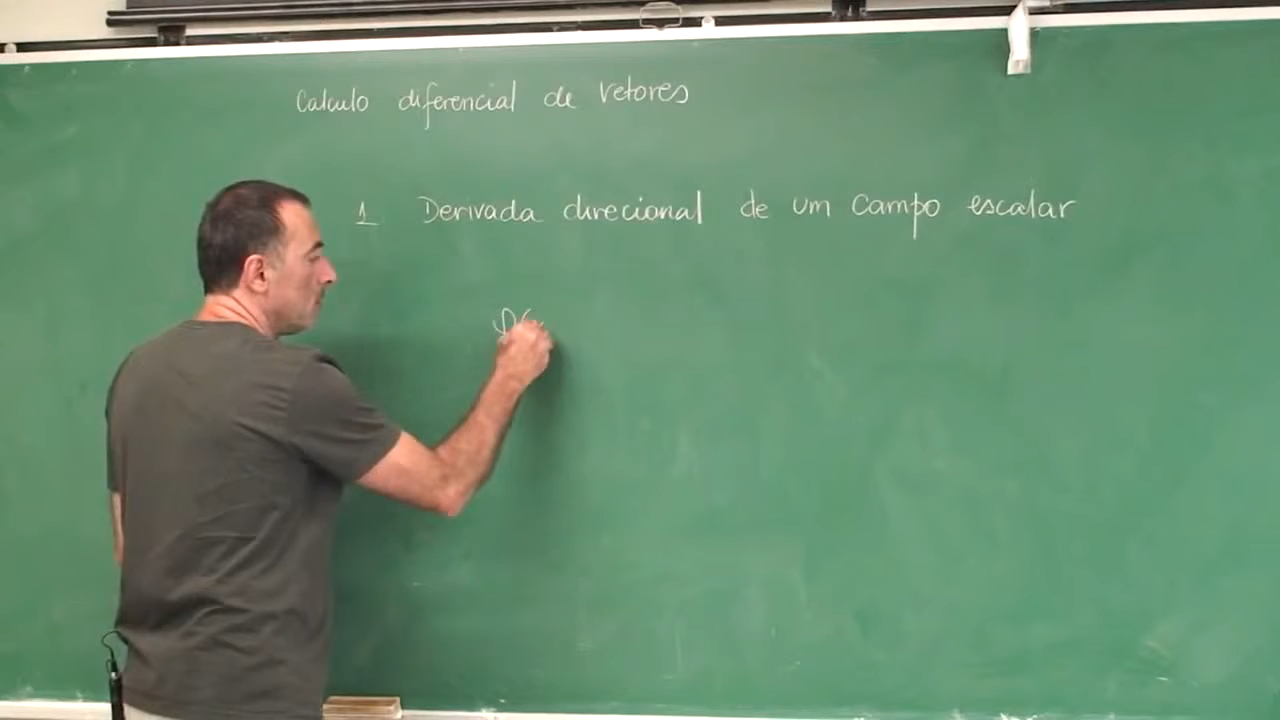 Calculo diferencial de vetores
1 Derivada direcional de um campo escalar